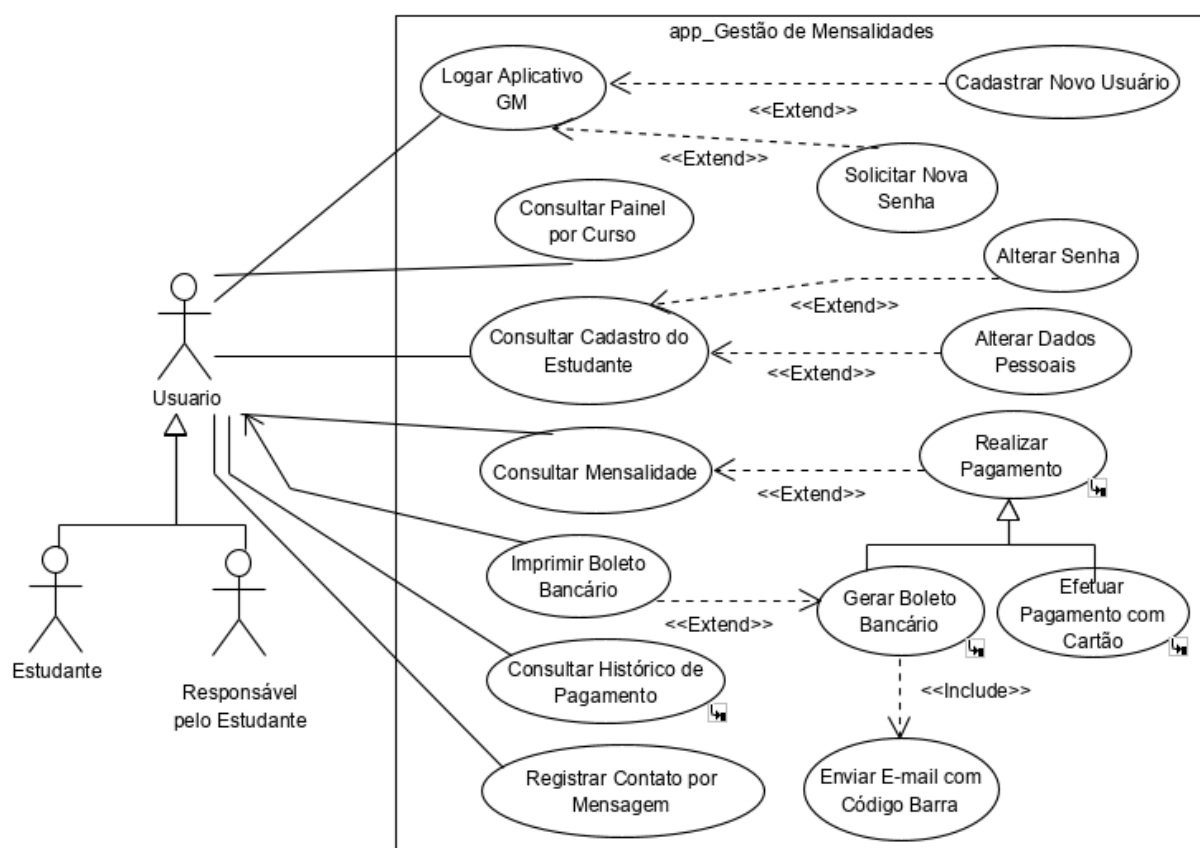 app_Gestão de Mensalidades
Logar Aplicativo
GM
Cadastrar Novo Usuário
<<Extend>>
<<Extend>>
Solicitar Nova
Senha
Consultar Painel
por Curso
Alterar Senha
<<Extend>>
Consultar Cadastro do
Estudante
Alterar Dados
Pessoais
<<Extend>>
Usuario
Realizar
Pagamento
Consultar Mensalidade
<<Extend>>
Imprimir Boleto
Bancário
Gerar Boleto
Bancário
Efetuar
Pagamento com
Cartão
<<Extend>>
Estudante
Responsável
pelo Estudante
Consultar Histórico de
Pagamento
<<Include>>
Registrar Contato por
Mensagem
Enviar E-mail com
Código Barra